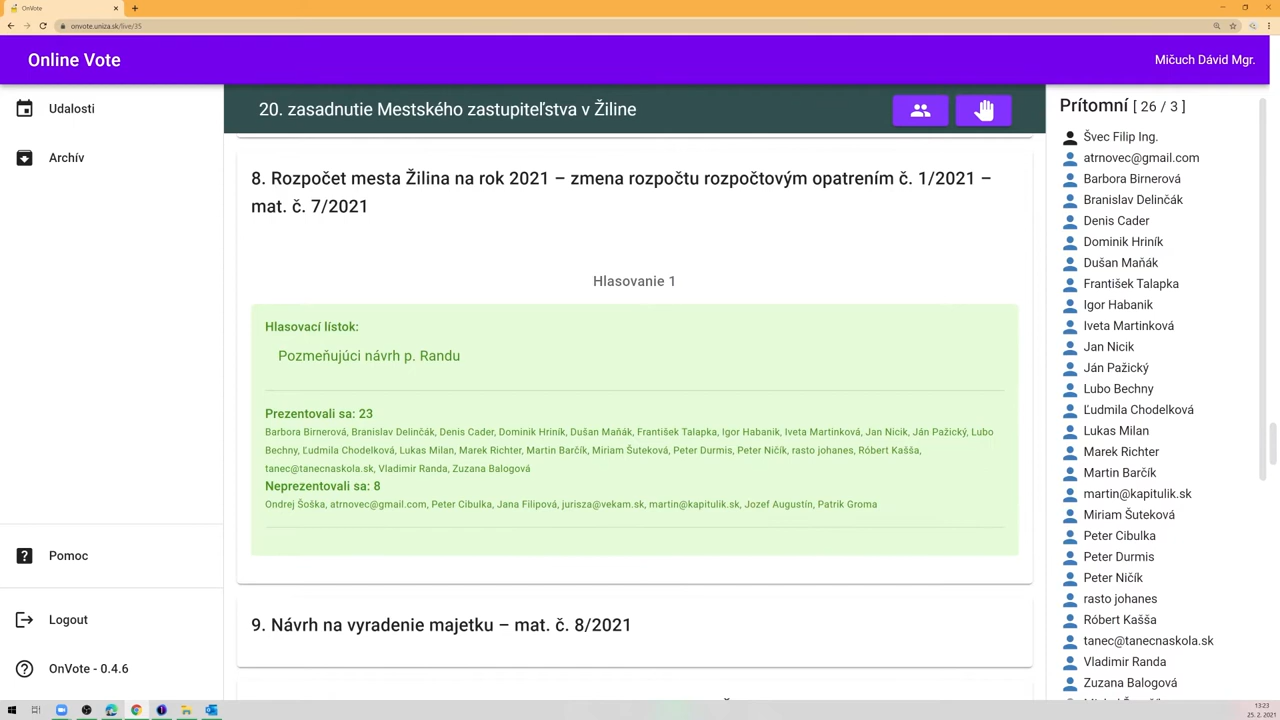 OnVote
onvote.uniza.sk/live/35
Online Vote
Mičuch Dávid Mgr.
Udalosti
Archív
Pomoc
Logout
OnVote - 0.4.6
20. zasadnutie Mestského zastupiteľstva v Žiline
8. Rozpočet mesta Žilina na rok 2021 – zmena rozpočtu rozpočtovým opatrením č. 1/2021 –
mat. č. 7/2021
Hlasovanie 1
Hlasovací lístok:
Pozmeňujúci návrh p. Randu
Prezentovali sa: 23
Barbora Birnerová, Branislav Delinčák, Denis Cader, Dominik Hriník, Dušan Maňák, František Talapka, Igor Habanik, Iveta Martinková, Jan Nicik, Ján Pažický, Lubo
Bechny, Ľudmila Chodelková, Lukas Milan, Marek Richter, Martin Barčík, Miriam Šuteková, Peter Durmis, Peter Ničík, rasto johanes, Róbert Kašša,
tanec@tanecnaskola.sk, Vladimir Randa, Zuzana Balogová
Neprezentovali sa: 8
Ondrej Šoška, atrnovec@gmail.com, Peter Cibulka, Jana Filipová, jurisza@vekam.sk, martin@kapitulik.sk, Jozef Augustín, Patrik Groma
9. Návrh na vyradenie majetku – mat. č. 8/2021
Prítomní [ 26 / 3 ]
Švec Filip Ing.
atrnovec@gmail.com
Barbora Birnerová
Branislav Delinčák
Denis Cader
Dominik Hriník
Dušan Maňák
František Talapka
Igor Habanik
Iveta Martinková
Jan Nicik
Ján Pažický
Lubo Bechny
Ľudmila Chodelková
Lukas Milan
Marek Richter
Martin Barčík
martin@kapitulik.sk
Miriam Šuteková
Peter Cibulka
Peter Durmis
Peter Ničík
rasto johanes
Róbert Kašša
tanec@tanecnaskola.sk
Vladimir Randa
Zuzana Balogová
13:23
25. 2. 2021